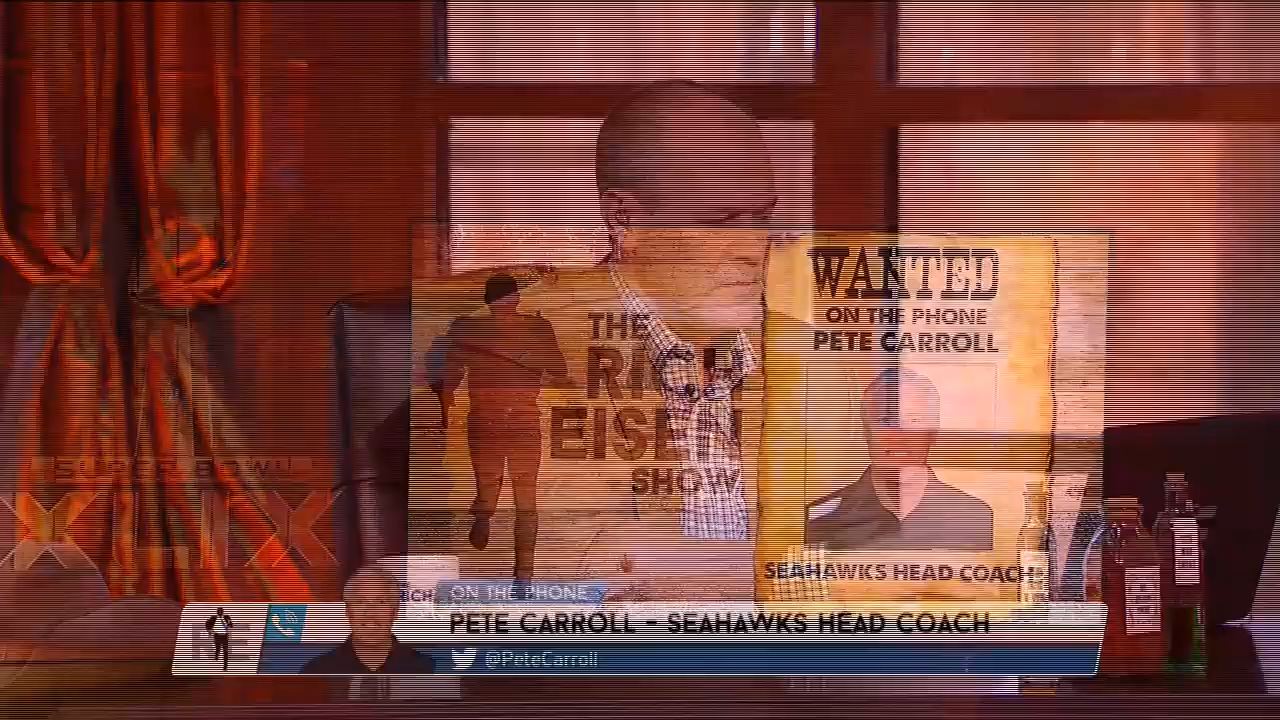 WANTED
ON THE PHONE
PETE CARROLL
THE
RICH
EISEN
SHOW
SUPER BOWL
XLIX
SEAHAWKS HEAD COACH
ON THE PHONE
PETE CARROLL - SEAHAWKS HEAD COACH
@PeteCarroll